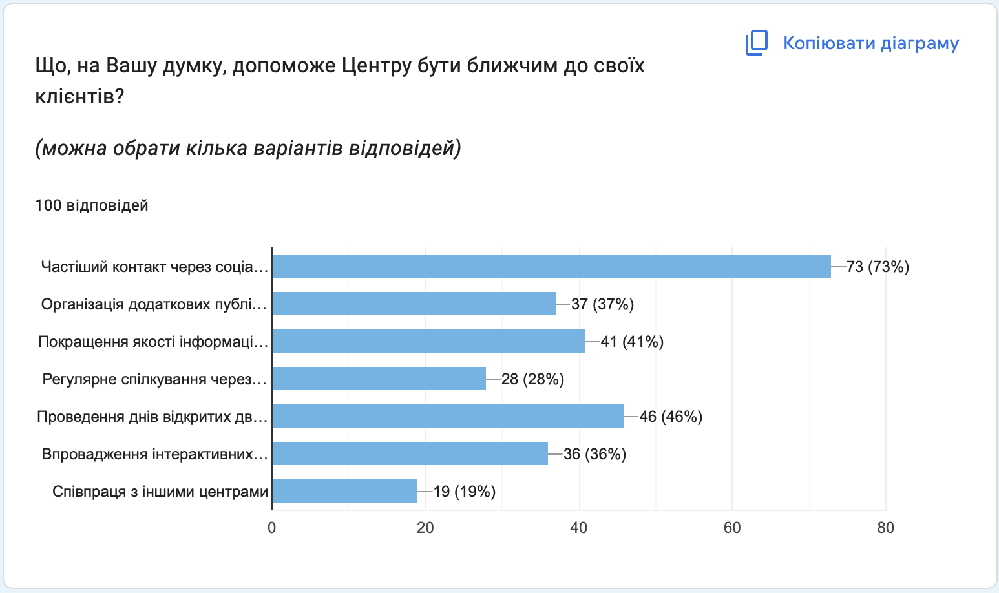 Копіювати діаграму
Що, на Вашу думку, допоможе Центру бути ближчим до своїх
клієнтів?
(можна обрати кілька варіантів відповідей)
100 відповідей
Частіший контакт через соціа… 73 (73%)
Організація додаткових публі… 37 (37%)
Покращення якості інформаці… 41 (41%)
Регулярне спілкування через… 28 (28%)
Проведення днів відкритих дв… 46 (46%)
Впровадження інтерактивних… 36 (36%)
Співпраця з іншими центрами 19 (19%)
0 20 40 60 80